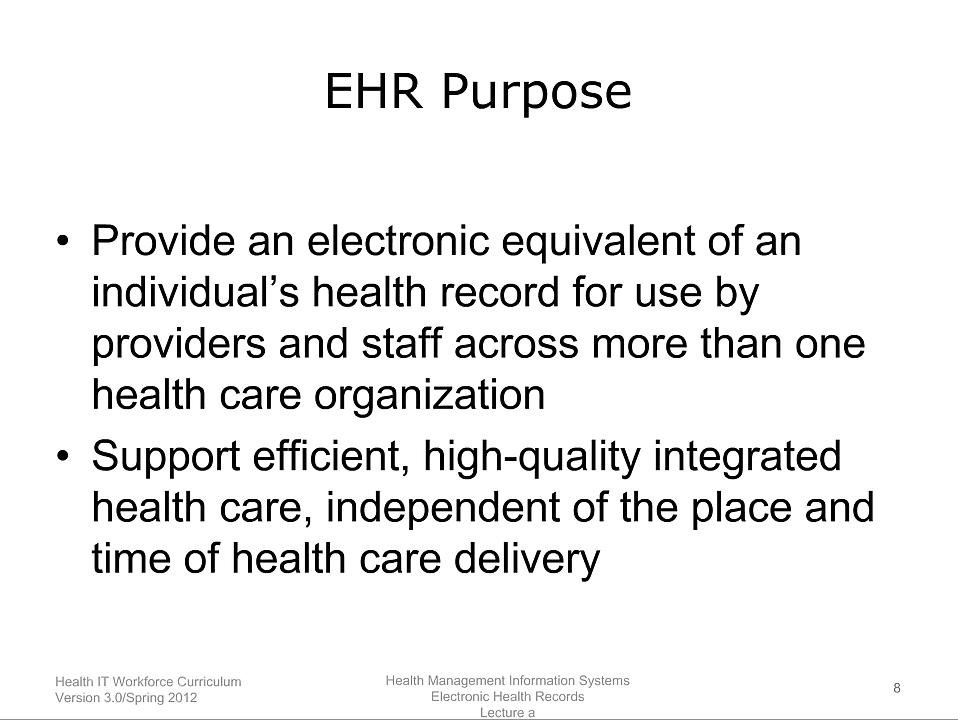 EHR Purpose
• Provide an electronic equivalent of an
individual’s health record for use by
providers and staff across more than one
health care organization
• Support efficient, high-quality integrated
health care, independent of the place and
time of health care delivery
Health IT Workforce Curriculum
Version 3.0/Spring 2012
Health Management Information Systems
Electronic Health Records
Lecture a
8